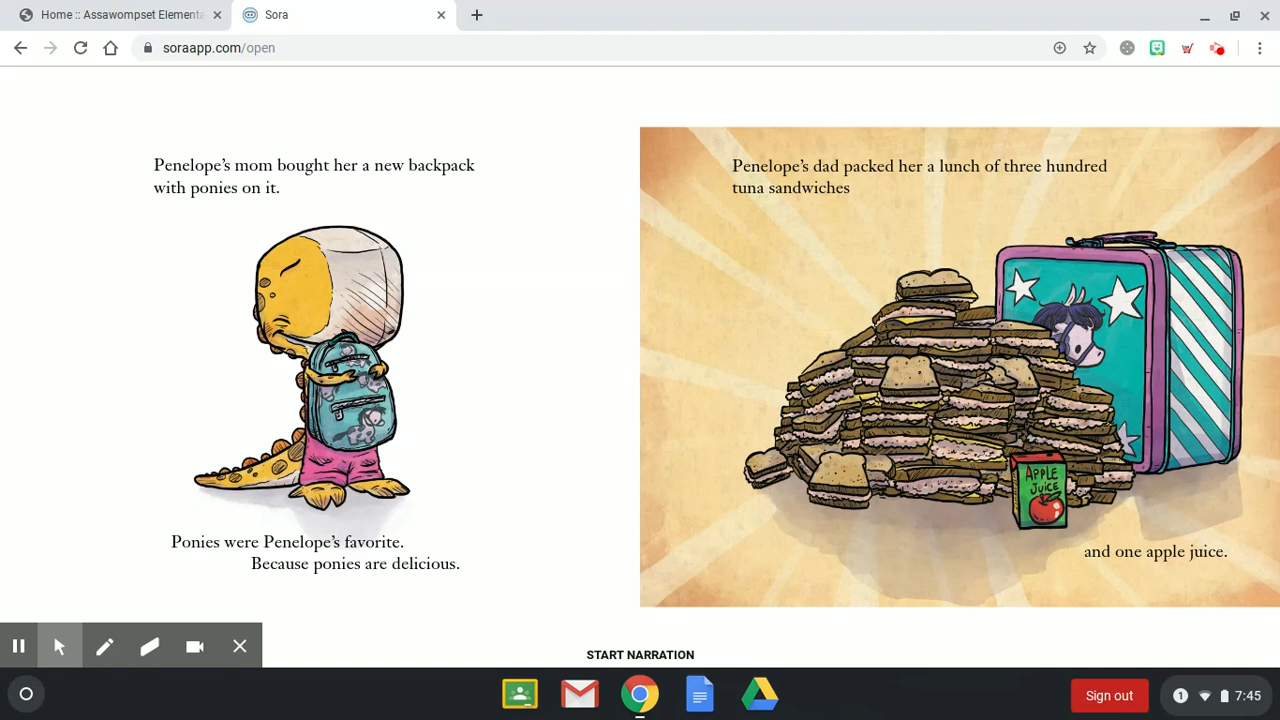 Home :: Assawompset Elementa
Sora
soraapp.com/open
Penelope's mom bought her a new backpack
with ponies on it.
Ponies were Penelope's favorite.
Because ponies are delicious.
Penelope's dad packed her a lunch of three hundred
tuna sandwiches
APPLE
JUICE
and one apple juice.
START NARRATION
Sign out
1
7:45